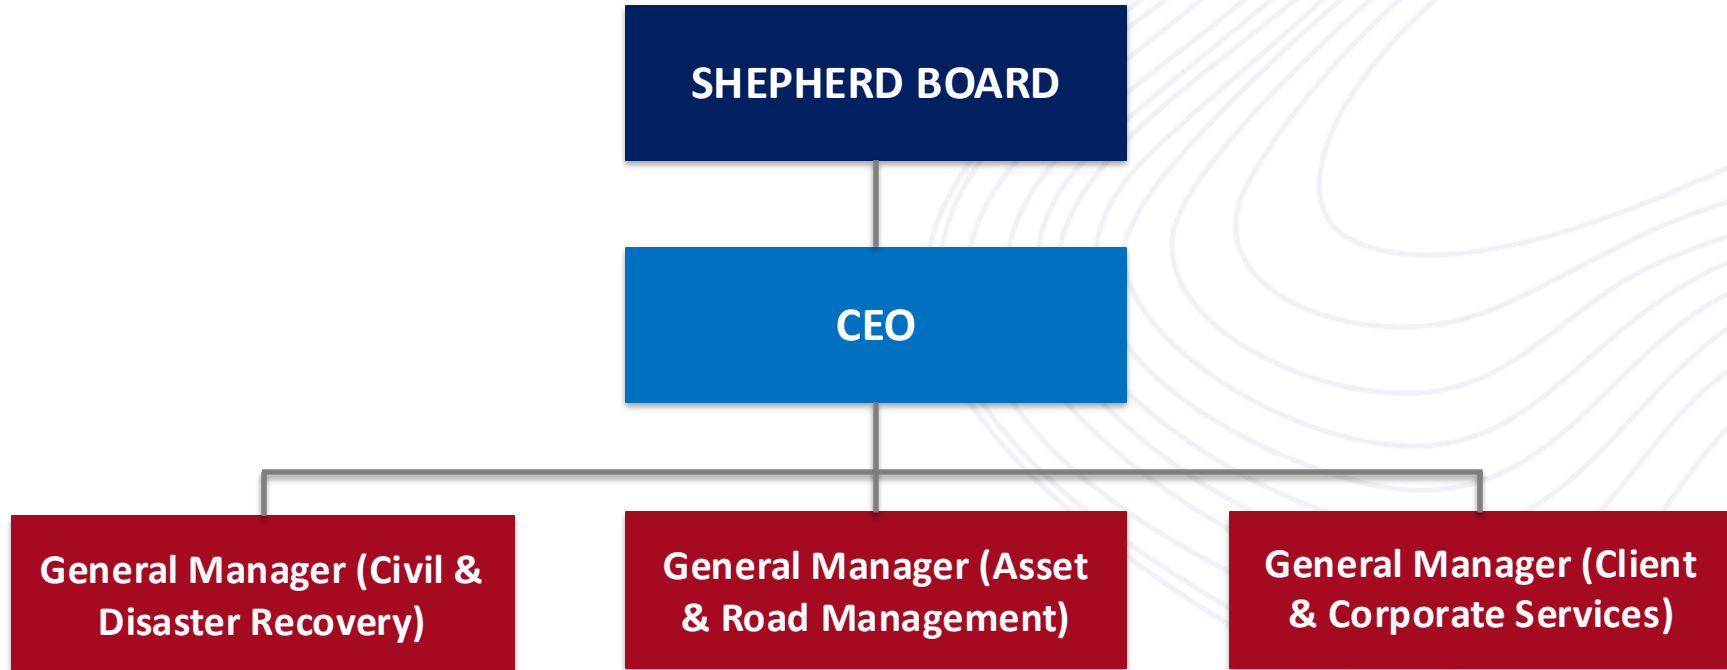 SHEPHERD BOARD
CEO
General Manager (Civil &
Disaster Recovery)
General Manager (Asset
& Road Management)
General Manager (Client
& Corporate Services)